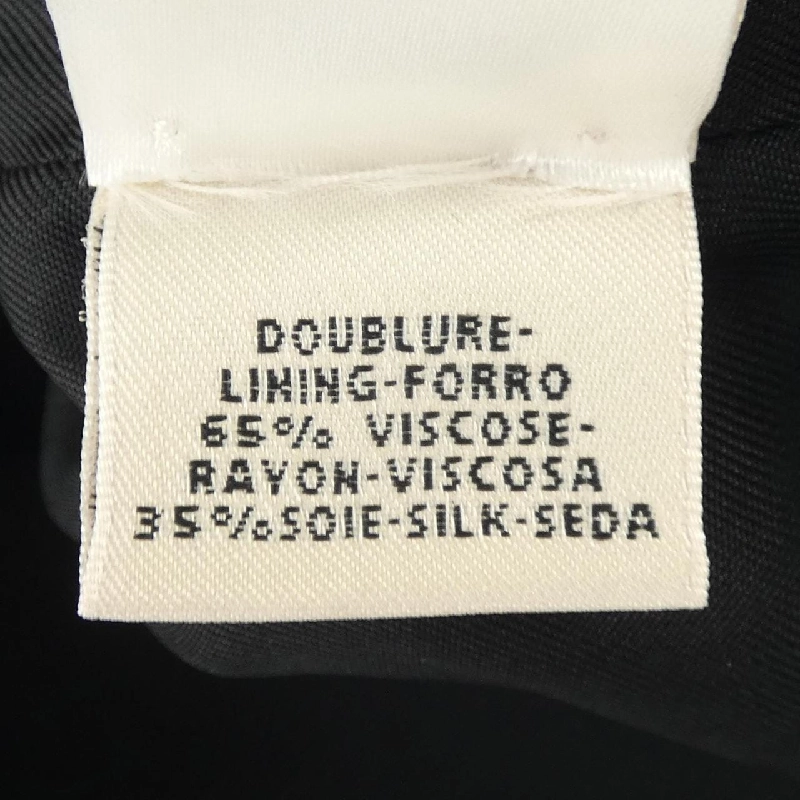 DOUBLURE-
LINING-FORRO
65% VISCOSE-
RAYON-VISCOSA
35%SOIE-SILK-SEDA